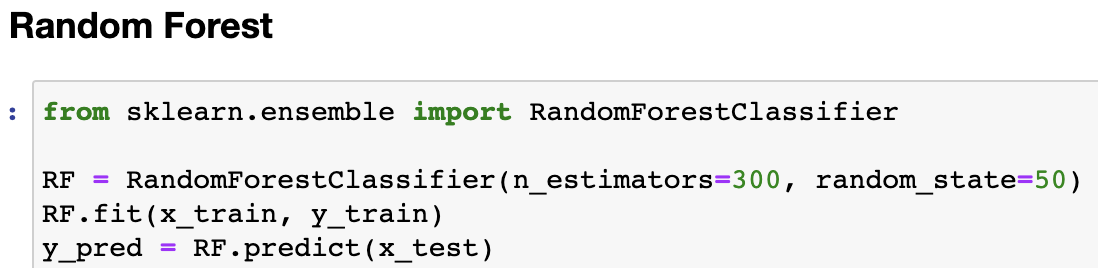 Random Forest
:
from sklearn.ensemble import RandomForestClassifier
RF = RandomForestClassifier(n_estimators=300, random_state=50)
RF.fit(x_train, y_train)
y_pred = RF.predict(x_test)